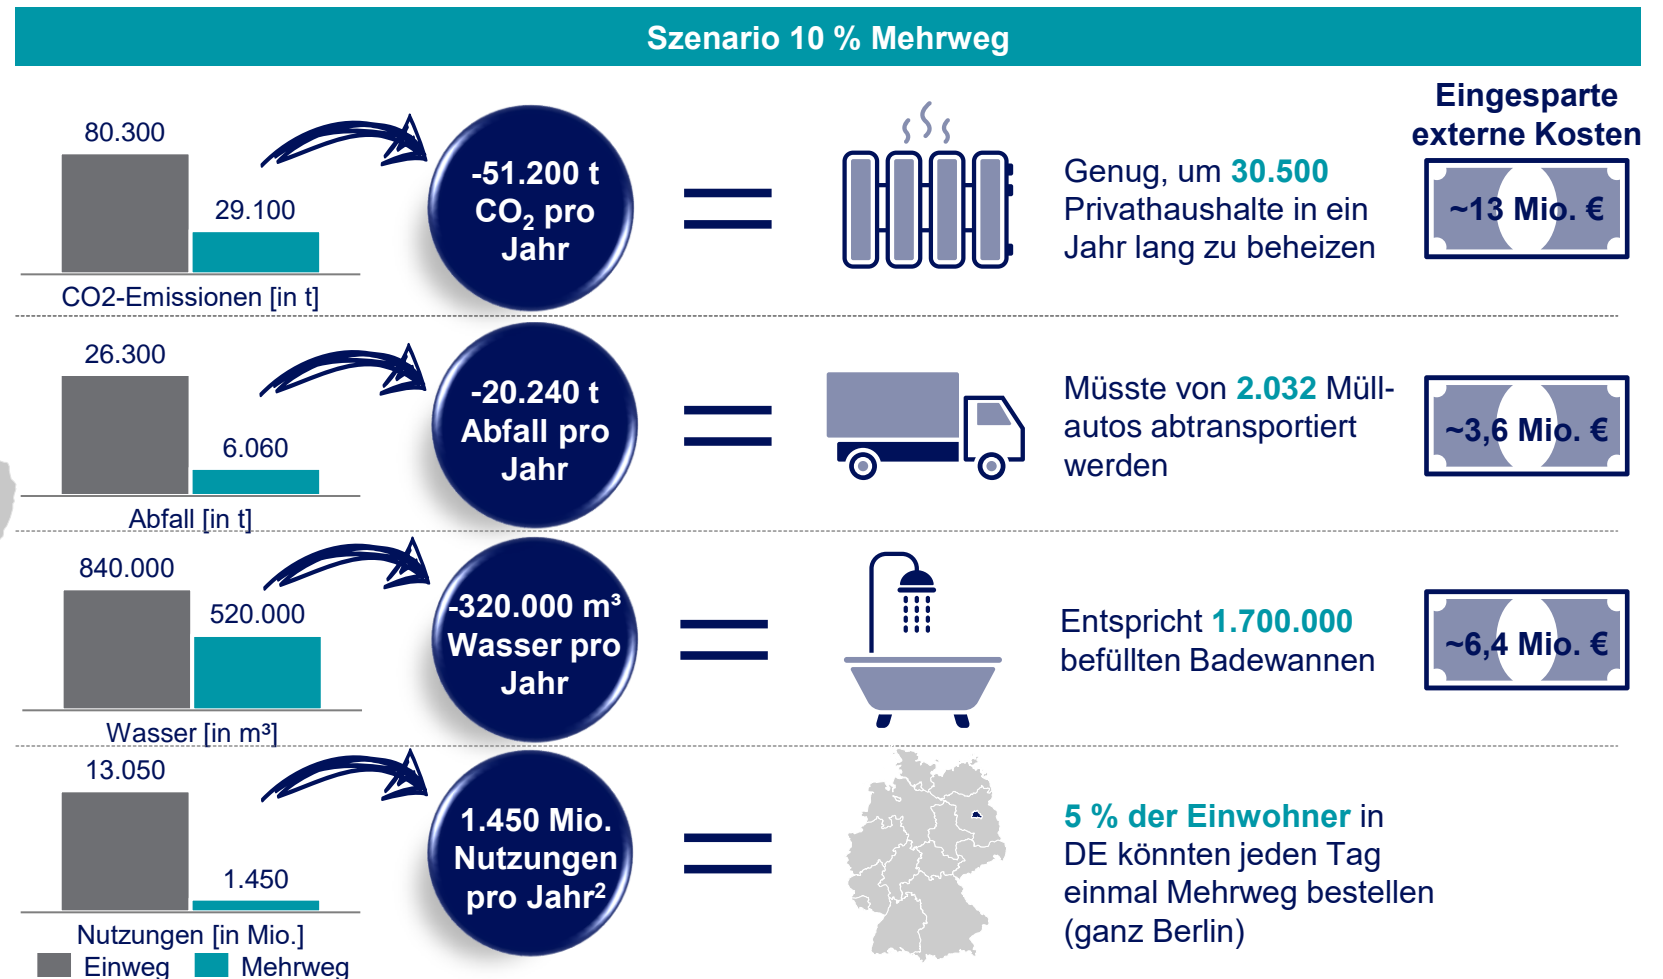 Szenario 10 % Mehrweg
Eingesparte
externe Kosten
80.300
29.100
CO2-Emissionen [in t]
-51.200 t
CO₂ pro
Jahr
Genug, um 30.500
Privathaushalte in ein
Jahr lang zu beheizen
~13 Mio. €
26.300
6.060
Abfall [in t]
-20.240 t
Abfall pro
Jahr
Müsste von 2.032 Müll-
autos abtransportiert
werden
~3,6 Mio. €
840.000
520.000
Wasser [in m³]
-320.000 m³
Wasser pro
Jahr
Entspricht 1.700.000
befüllten Badewannen
~6,4 Mio. €
13.050
1.450
Nutzungen [in Mio.]
1.450 Mio.
Nutzungen
pro Jahr²
5 % der Einwohner in
DE könnten jeden Tag
einmal Mehrweg bestellen
(ganz Berlin)
Einweg
Mehrweg